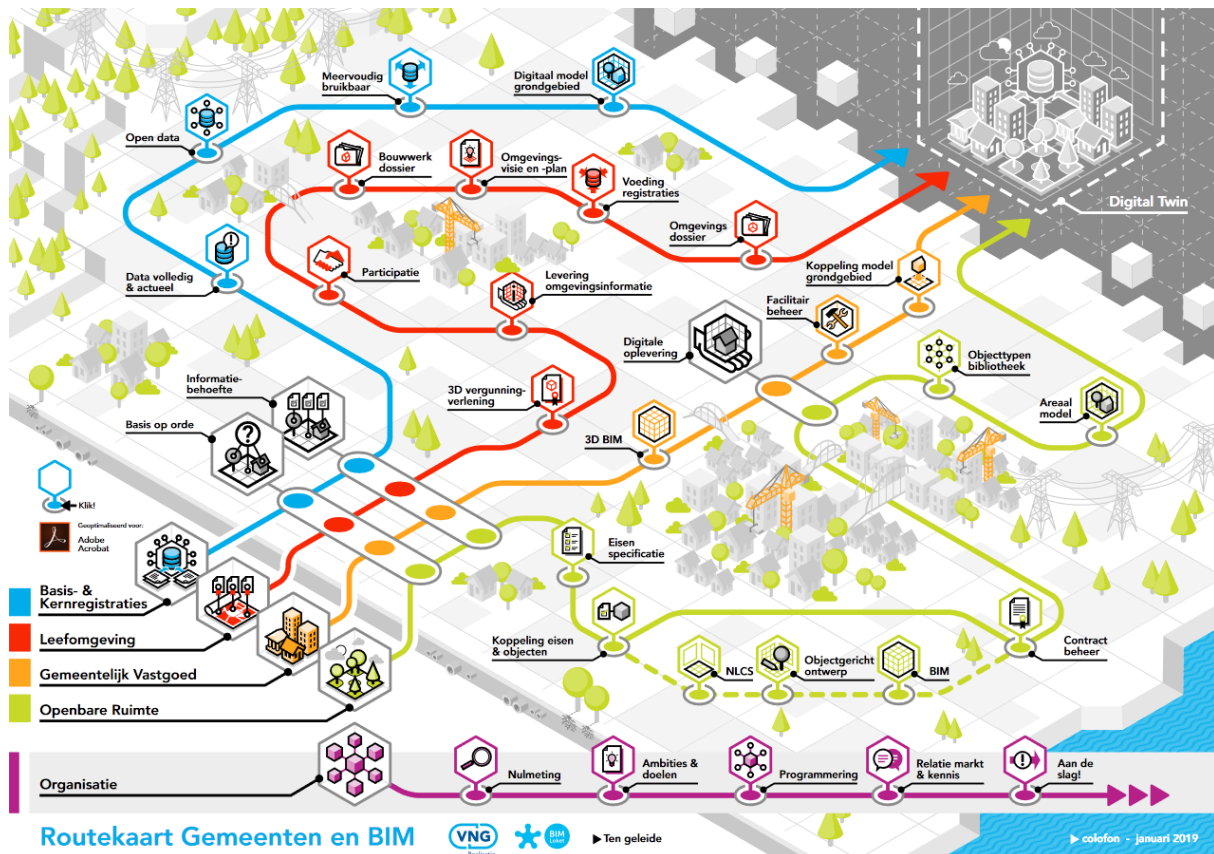 Meervoudig
bruikbaar
Digitaal model
grondgebied
Open data
Bouwwerk
dossier
Omgevings-
visie en -plan
Voeding
registraties
Omgevings
dossier
Digital Twin
Data volledig
& actueel
Participatie
Levering
omgevingsinformatie
Koppeling model
grondgebied
Facilitair
beheer
Digitale
oplevering
Objecttypen
bibliotheek
Informatie-
behoefte
3D vergunning-
verlening
Areaal
model
Basis op orde
?
3D BIM
Klik!
Geoptimaliseerd voor:
Adobe
Acrobat
Eisen
specificatie
Basis- &
Kernregistraties
Leefomgeving
Gemeentelijk Vastgoed
Openbare Ruimte
Koppeling eisen
& objecten
NLCS
Objectgericht
ontwerp
BIM
Contract
beheer
Organisatie
Nulmeting
Ambities &
doelen
Programmering
Relatie markt
& kennis
Aan de
slag!
Routekaart Gemeenten en BIM
VNG
Realisatie
BIM
Loket
Ten geleide
colofon - januari 2019